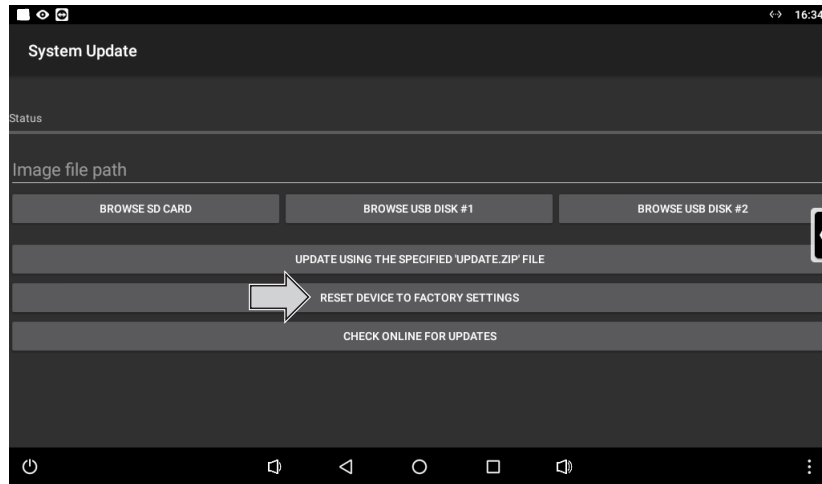 16:34
System Update
Status
Image file path
BROWSE SD CARD
BROWSE USB DISK #1
BROWSE USB DISK #2
UPDATE USING THE SPECIFIED 'UPDATE.ZIP' FILE
RESET DEVICE TO FACTORY SETTINGS
CHECK ONLINE FOR UPDATES